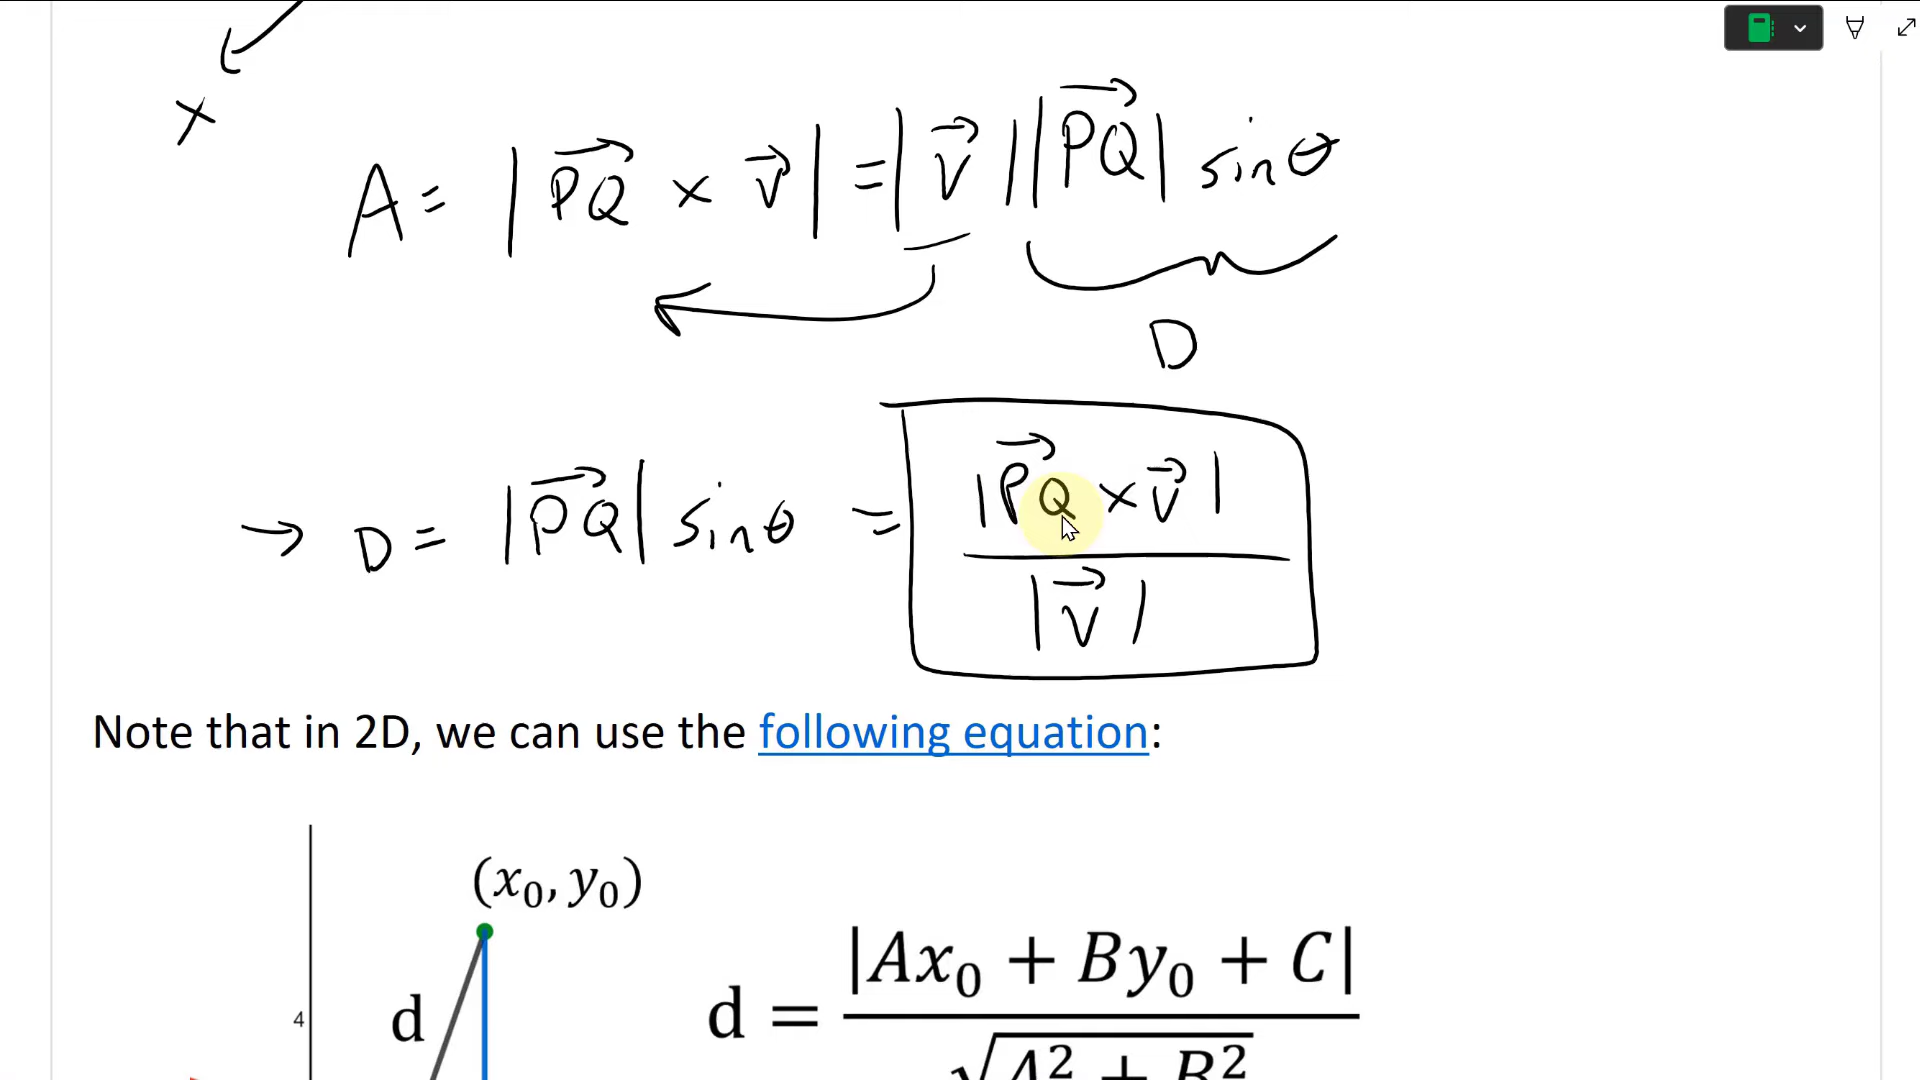 x
A = |PQ⃗ × v⃗| = |v⃗||PQ⃗| sinθ
D
→ D = |PQ⃗| sinθ = |PQ⃗ × v⃗| / |v⃗|
Note that in 2D, we can use the following equation:
(x₀, y₀)
d = |Ax₀ + By₀ + C| / √A² + B²
d
4